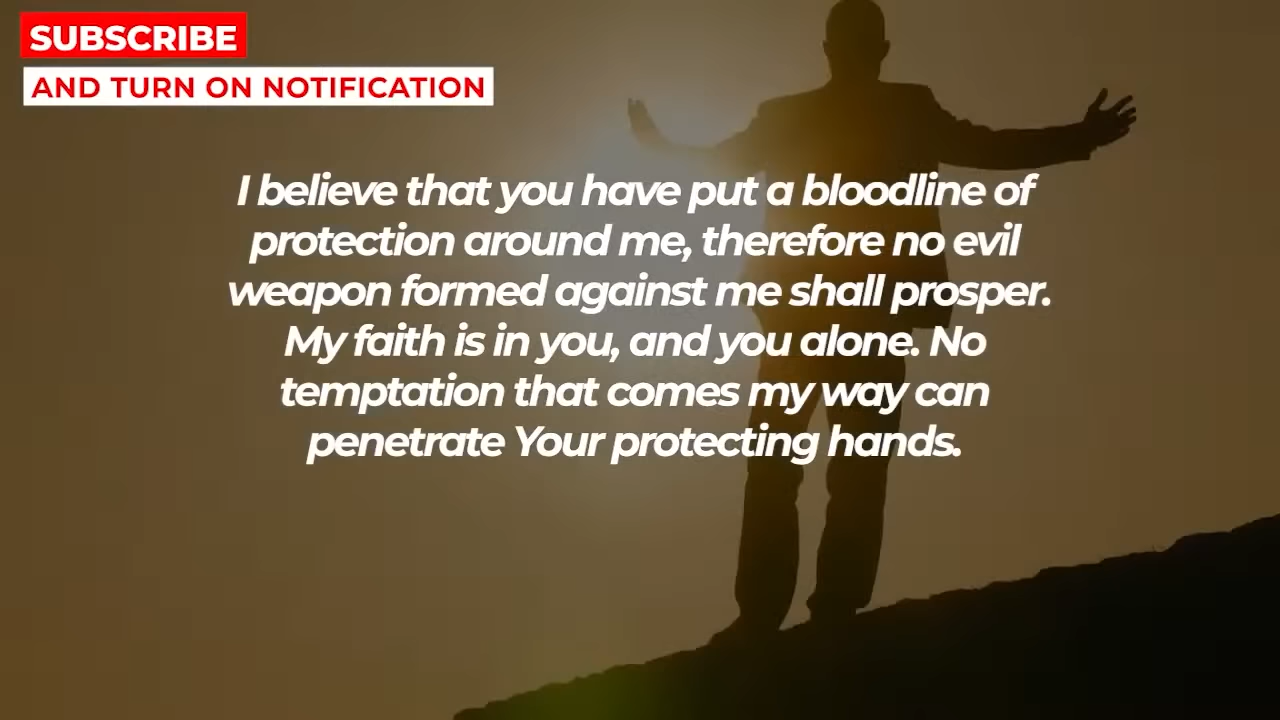 SUBSCRIBE
AND TURN ON NOTIFICATION
I believe that you have put a bloodline of
protection around me, therefore no evil
weapon formed against me shall prosper.
My faith is in you, and you alone. No
temptation that comes my way can
penetrate Your protecting hands.